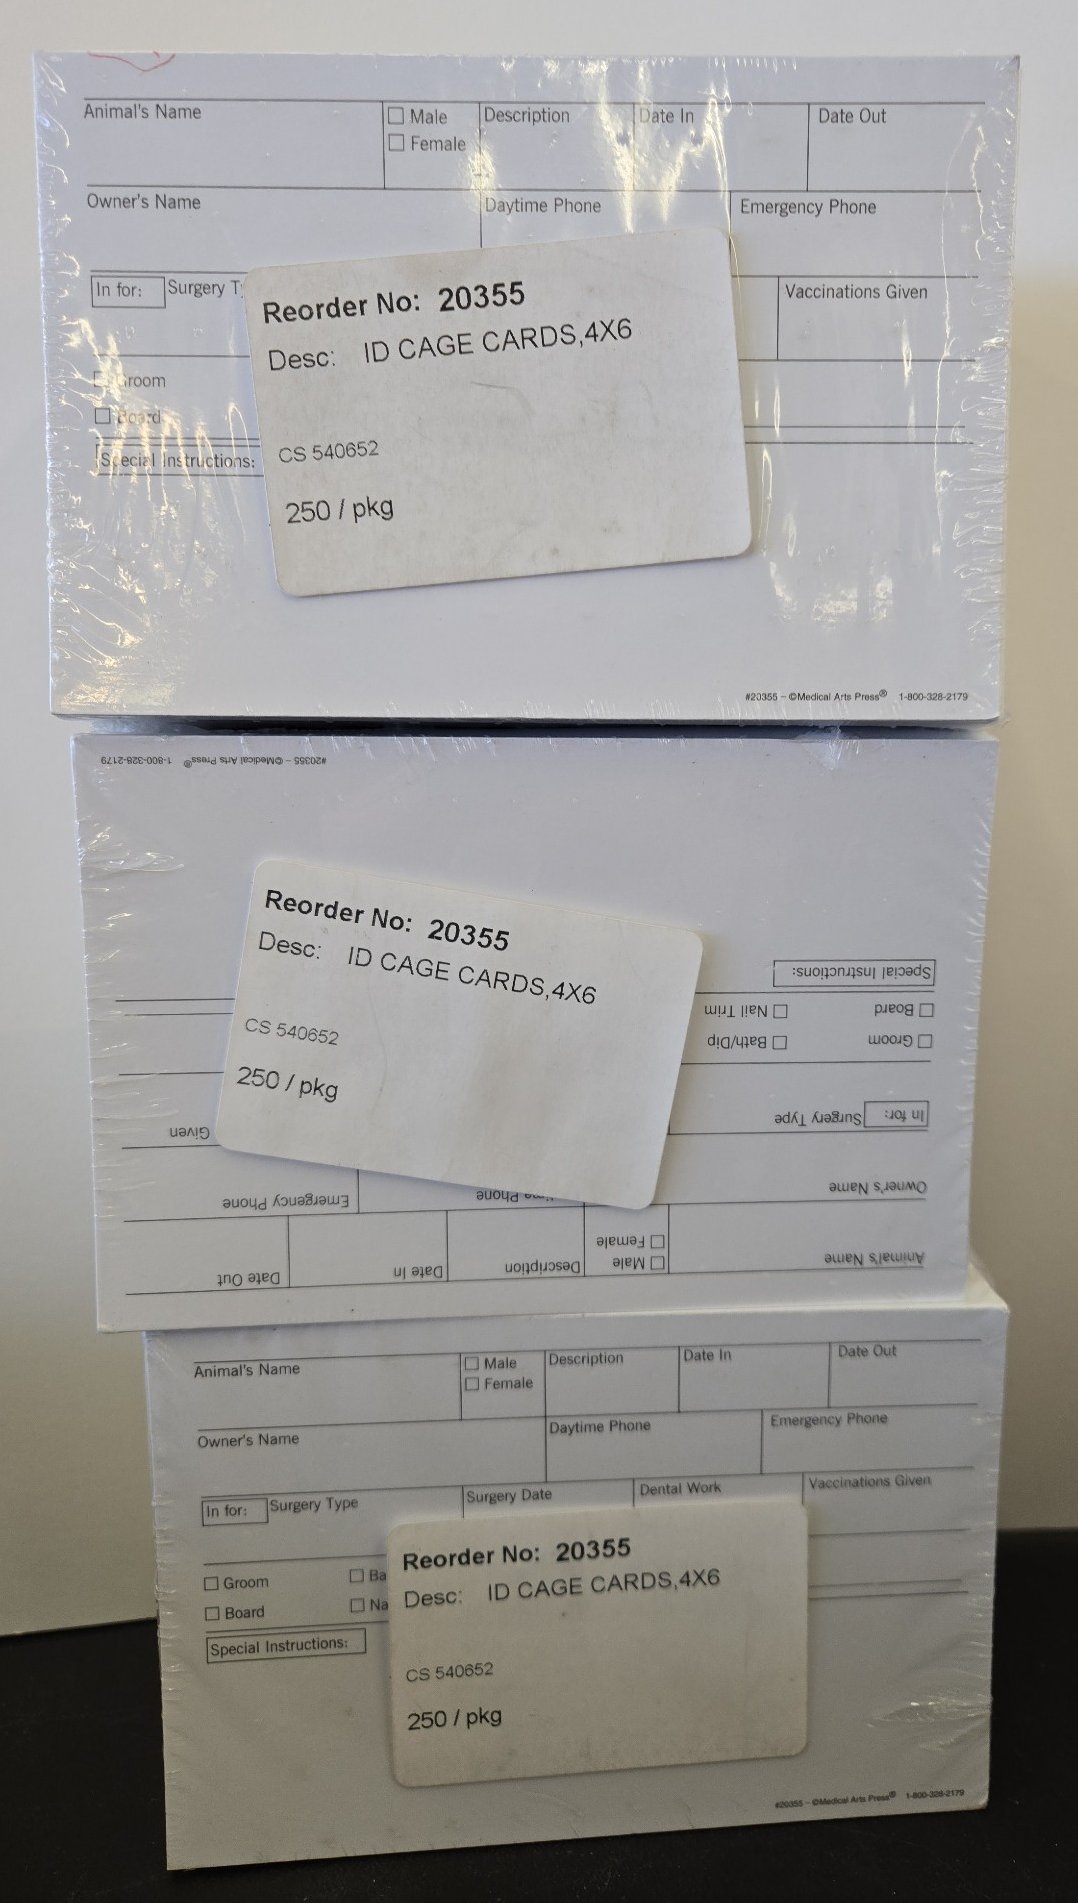 Animal's Name Male Description Date In Date Out
Female
Owner's Name Daytime Phone Emergency Phone
In for: Surgery Vaccinations Given
Groom
Board
Special Instructions:
Reorder No: 20355
Desc: ID CAGE CARDS,4X6
CS 540652
250 / pkg
#20355 – ©Medical Arts Press® 1-800-328-2179
#20355 – ©Medical Arts Press® 1-800-328-2179
Reorder No: 20355
Desc: ID CAGE CARDS,4X6
CS 540652
250 / pkg
Animal's Name Male Description Date In Date Out
Female
Owner's Name Phone Emergency Phone
In for: Surgery Type Given
Groom Bath/Dip
Board Nail Trim
Special Instructions:
Animal's Name Male Description Date In Date Out
Female
Owner's Name Daytime Phone Emergency Phone
In for: Surgery Type Surgery Date Dental Work Vaccinations Given
Groom Ba
Board Na
Special Instructions:
Reorder No: 20355
Desc: ID CAGE CARDS,4X6
CS 540652
250 / pkg
#20355 – ©Medical Arts Press® 1-800-328-2179